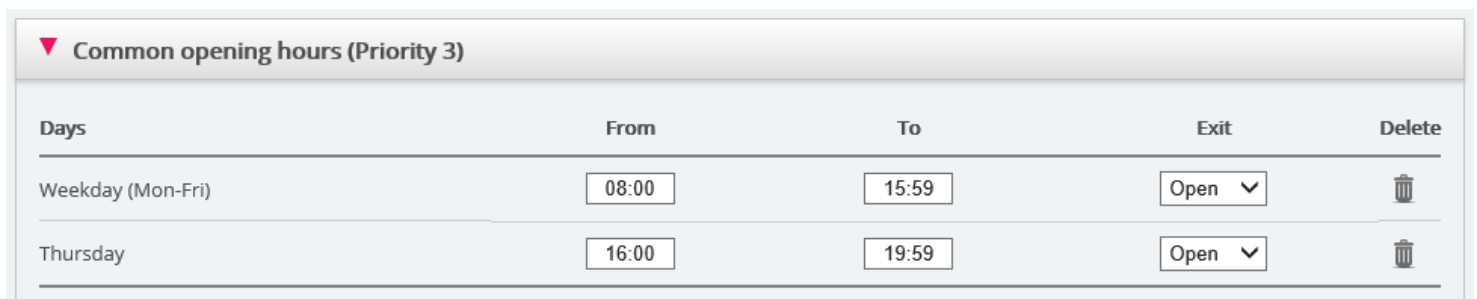 Common opening hours (Priority 3)
Days From To Exit Delete
Weekday (Mon-Fri) 08:00 15:59 Open
Thursday 16:00 19:59 Open